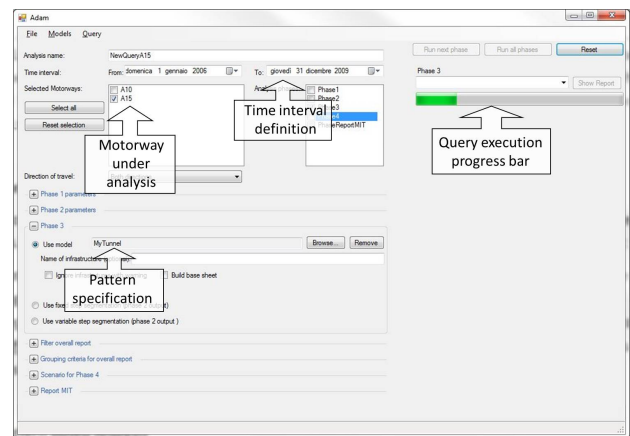 Adam
File Models Query
Analysis name: NewQueryA15
Run next phase Run all phases Reset
Time interval: From: domenica 1 gennaio 2006 To: giovedì 31 dicembre 2009
Phase 3
Show Report
Selected Motorways:
A10
A15
Select all
Reset selection
Phase1
Phase2
PhaseReportMIT
Time interval
definition
Motorway
under
analysis
Query execution
progress bar
Direction of travel:
Phase 1 parameters
Phase 2 parameters
Phase 3
Use model MyTunnel Browse... Remove
Name of infrastructure
Build base sheet
Pattern
specification
Use variable step segmentation (phase 2 output )
Filter overall report
Grouping criteria for overall report
Scenario for Phase 4
Report MIT